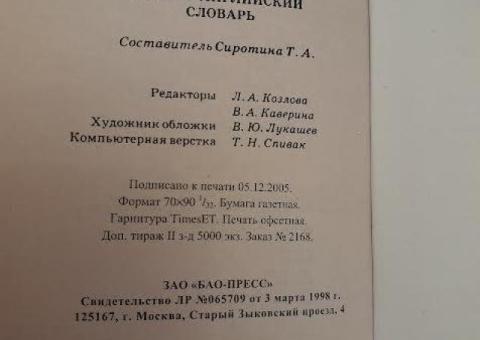 СЛОВАРЬ
Составитель Сиротина Т. А.
Редакторы Л. А. Козлова
В. А. Каверина
Художник обложки В. Ю. Лукашев
Компьютерная верстка Т. Н. Спивак
Подписано к печати 05.12.2005.
Формат 70×90 1/32. Бумага газетная.
Гарнитура TimesET. Печать офсетная.
Доп. тираж II з-д 5000 экз. Заказ № 2168.
ЗАО «БАО-ПРЕСС»
Свидетельство ЛР №065709 от 3 марта 1998 г.
125167, г. Москва, Старый Зыковский проезд, 4